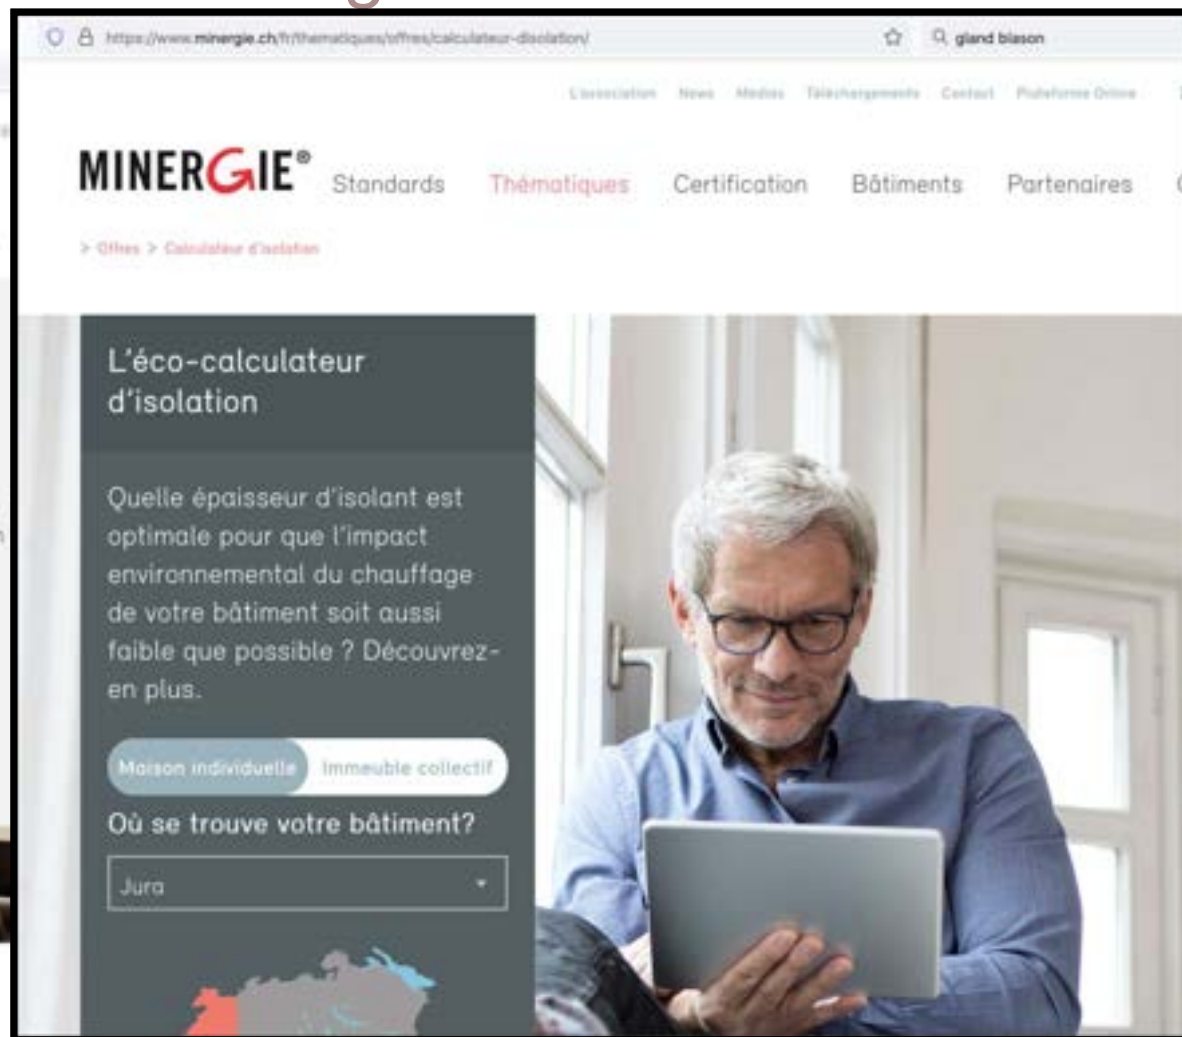 https://www.minergie.ch/fr/thematiques/offres/calculateur-disolation/
gland blason
L'association News Médias Téléchargements Contact Plateforme Online
MINERGIE®
Standards Thématiques Certification Bâtiments Partenaires
> Offres > Calculateur d'isolation
L'éco-calculateur
d'isolation
Quelle épaisseur d'isolant est
optimale pour que l'impact
environnemental du chauffage
de votre bâtiment soit aussi
faible que possible ? Découvrez-
en plus.
Maison individuelle Immeuble collectif
Où se trouve votre bâtiment?
Jura